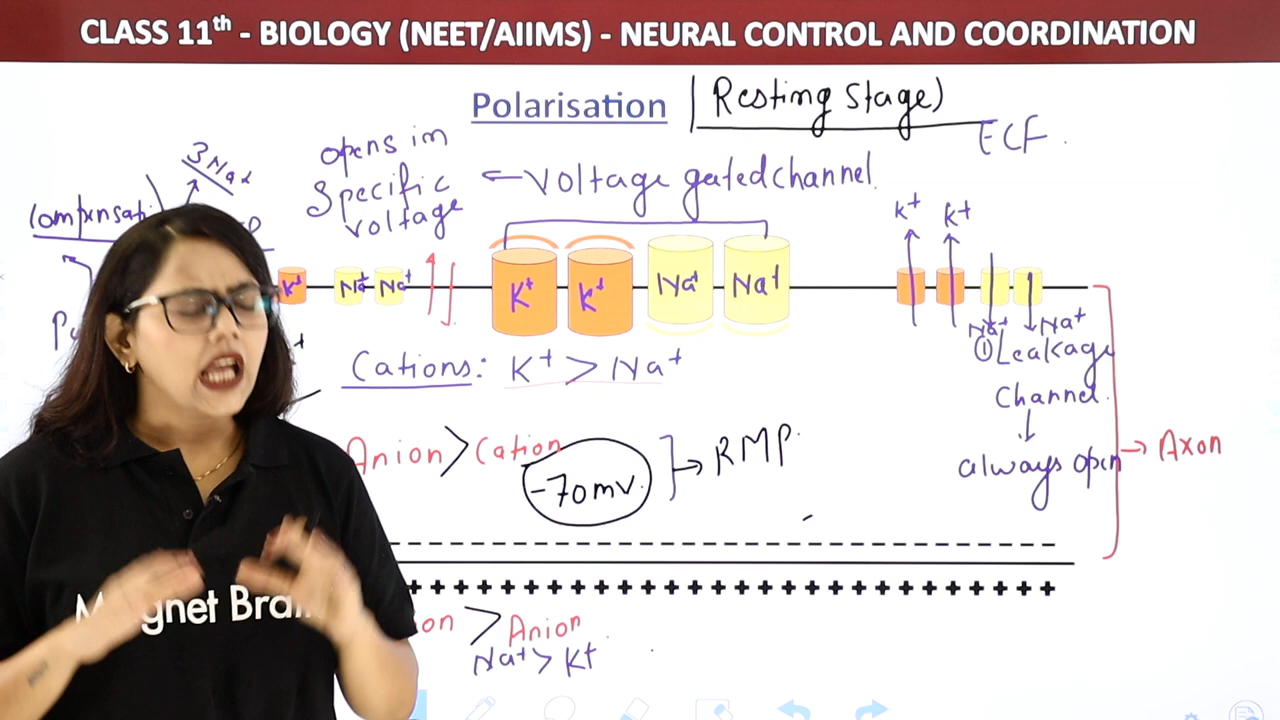 CLASS 11th - BIOLOGY (NEET/AIIMS) - NEURAL CONTROL AND COORDINATION
Polarisation (Resting Stage)
ECF.
3Na+
opens in
Specific
voltage
← Voltage gated channel
K+ K+
K+ Na+ Na+
K+ K+ Na+ Na+
Na+ Na+
① Leakage
Channel.
↓
always open
→ Axon
Cations: K+ > Na+
Anion > Cation
-70mv.
→ RMP.
- - - - - - - - - - - - - - - - - - - - - - - - - - - -
+ + + + + + + + + + + + + + + + + + + + + + + + + + + +
> Anion
Na+ > K+